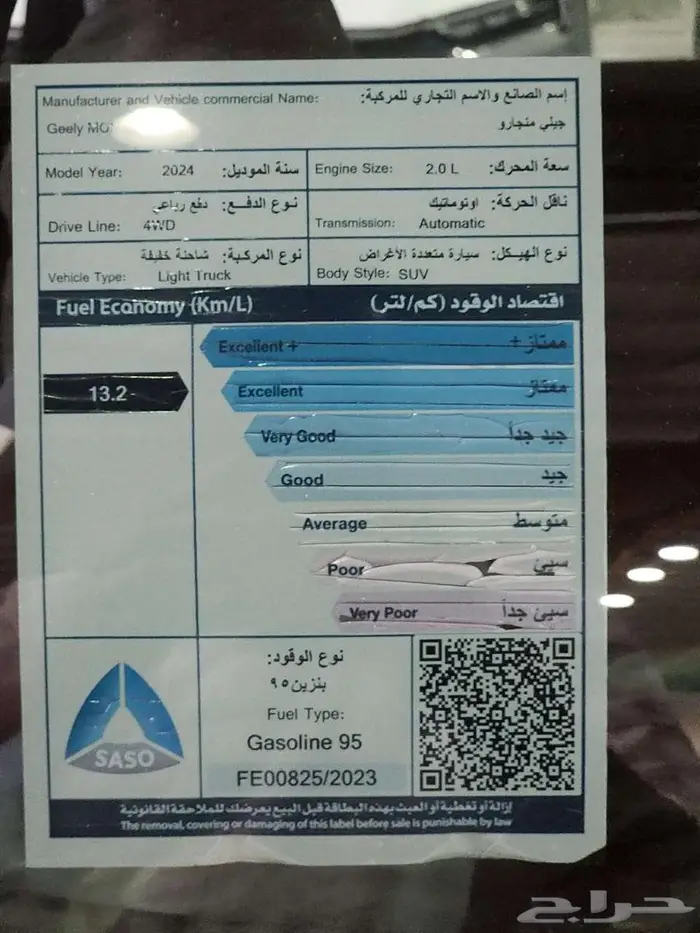 Manufacturer and Vehicle commercial Name: إسم الصانع والاسم التجاري للمركبة:
Geely جيلي منجارو
Model Year: 2024 سنة الموديل:
Engine Size: 2.0 L سعة المحرك:
Drive Line: 4WD دفع رباعي نوع الدفع:
Transmission: Automatic اوتوماتيك ناقل الحركة:
Vehicle Type: Light Truck شاحنة خفيفة نوع المركبة:
Body Style: SUV سيارة متعددة الأغراض نوع الهيكل:
Fuel Economy (Km/L) اقتصاد الوقود (كم/لتر)
Excellent + ممتاز +
13.2
Excellent ممتاز
Very Good جيد جداً
Good جيد
Average متوسط
Poor سيئ
Very Poor سيئ جداً
SASO
نوع الوقود:
بنزين ٩٥
Fuel Type:
Gasoline 95
FE00825/2023
إزالة أو تغطية أو العبث بهذه البطاقة قبل البيع يعرضك للملاحقة القانونية
The removal, covering or damaging of this label before sale is punishable by law
حراج